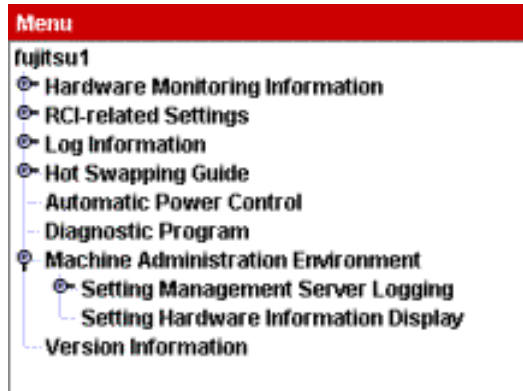 Menu
fujitsu1
Hardware Monitoring Information
RCI-related Settings
Log Information
Hot Swapping Guide
Automatic Power Control
Diagnostic Program
Machine Administration Environment
Setting Management Server Logging
Setting Hardware Information Display
Version Information